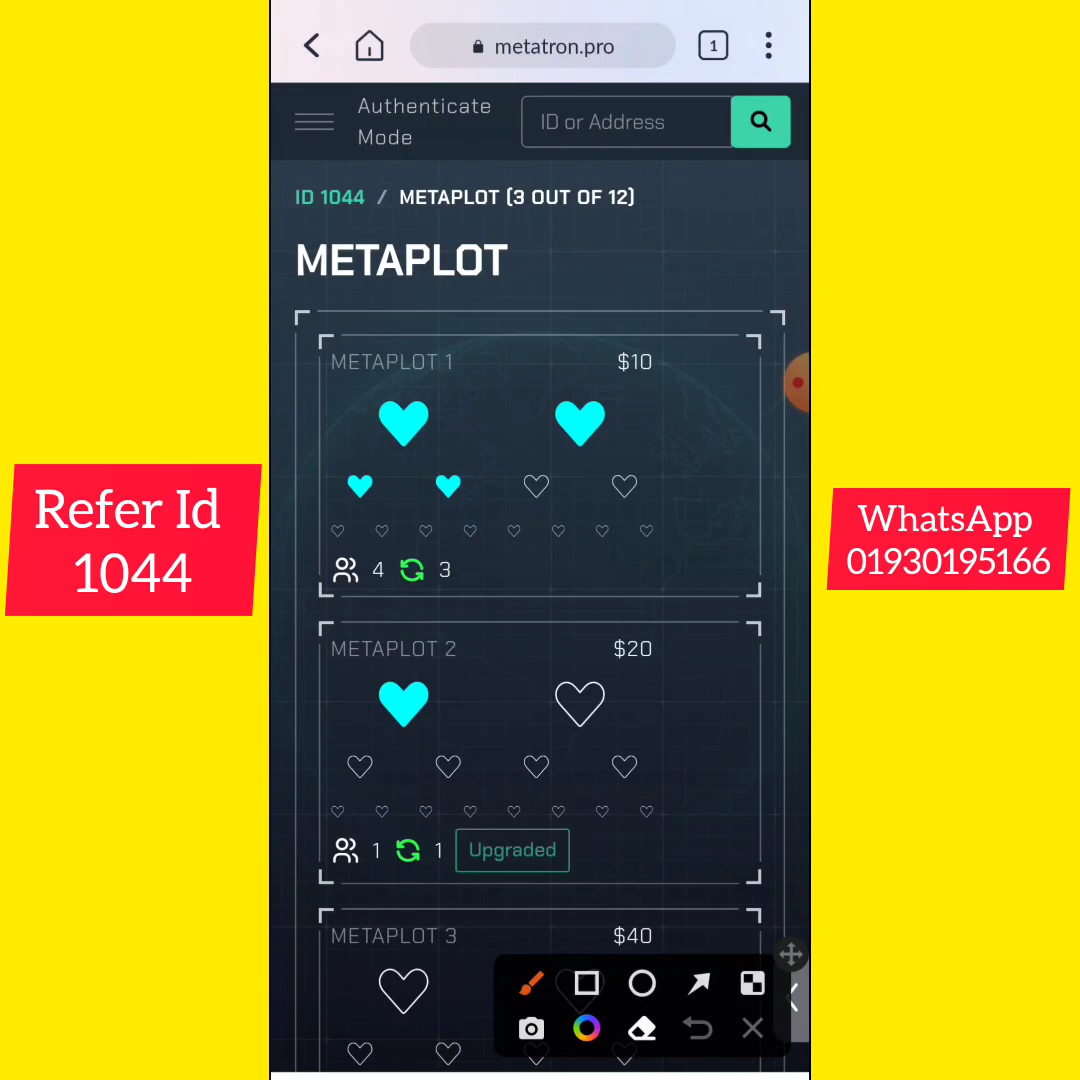 metatron.pro
1
Authenticate
Mode
ID or Address
ID 1044 / METAPLOT (3 OUT OF 12)
METAPLOT
METAPLOT 1 $10
4 3
METAPLOT 2 $20
1 1 Upgraded
METAPLOT 3 $40
Refer Id
1044
WhatsApp
01930195166